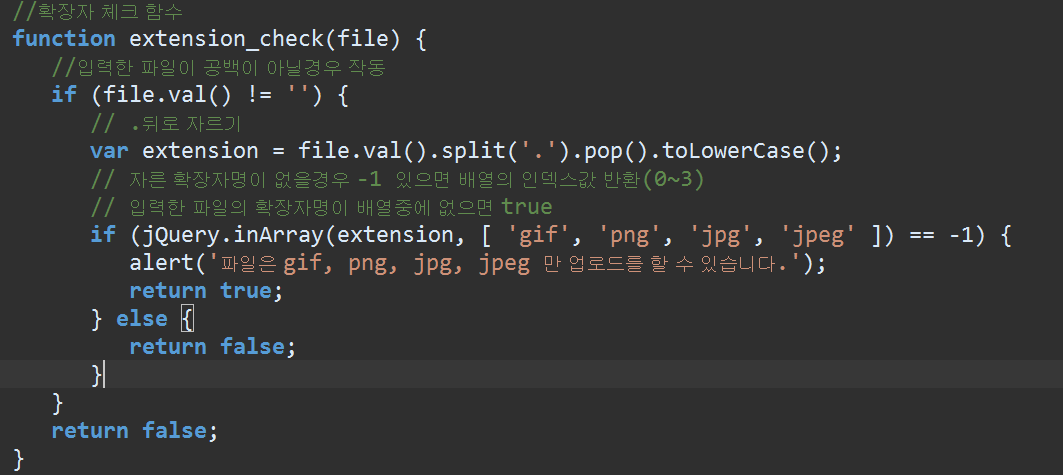 //확장자 체크 함수
function extension_check(file) {
//입력한 파일이 공백이 아닐경우 작동
if (file.val() != '') {
// .뒤로 자르기
var extension = file.val().split('.').pop().toLowerCase();
// 자른 확장자명이 없을경우 -1 있으면 배열의 인덱스값 반환(0~3)
// 입력한 파일의 확장자명이 배열중에 없으면 true
if (jQuery.inArray(extension, [ 'gif', 'png', 'jpg', 'jpeg' ]) == -1) {
alert('파일은 gif, png, jpg, jpeg 만 업로드를 할 수 있습니다.');
return true;
} else {
return false;
}
}
return false;
}